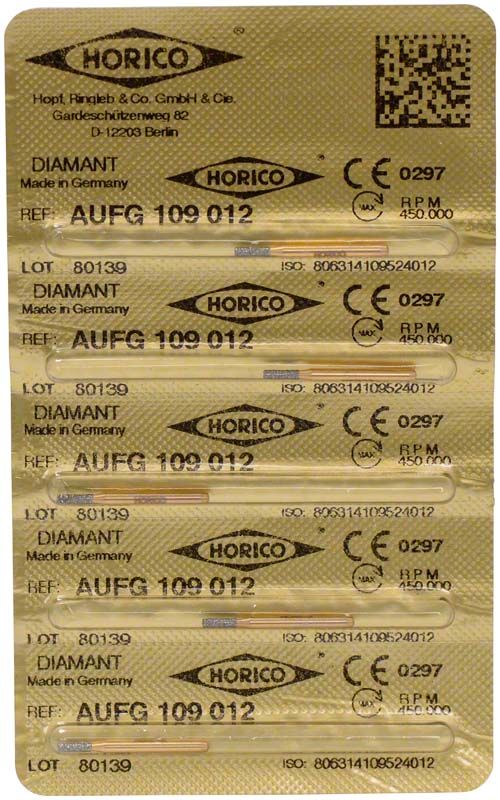 HORICO®
Hopf, Ringleb & Co. GmbH & Cie.
Gardeschützenweg 82
D-12203 Berlin
DIAMANT HORICO® CE 0297
Made in Germany
MAX RPM
REF: AUFG 109 012 450.000
HORICO
LOT 80139 ISO: 806314109524012
DIAMANT HORICO® CE 0297
Made in Germany
MAX RPM
REF: AUFG 109 012 450.000
LOT 80139 ISO: 806314109524012
DIAMANT HORICO® CE 0297
Made in Germany
MAX RPM
REF: AUFG 109 012 450.000
HORICO
LOT 80139 ISO: 806314109524012
DIAMANT HORICO® CE 0297
Made in Germany
MAX RPM
REF: AUFG 109 012 450.000
LOT 80139 ISO: 806314109524012
DIAMANT HORICO® CE 0297
Made in Germany
MAX RPM
REF: AUFG 109 012 450.000
LOT 80139 ISO: 806314109524012